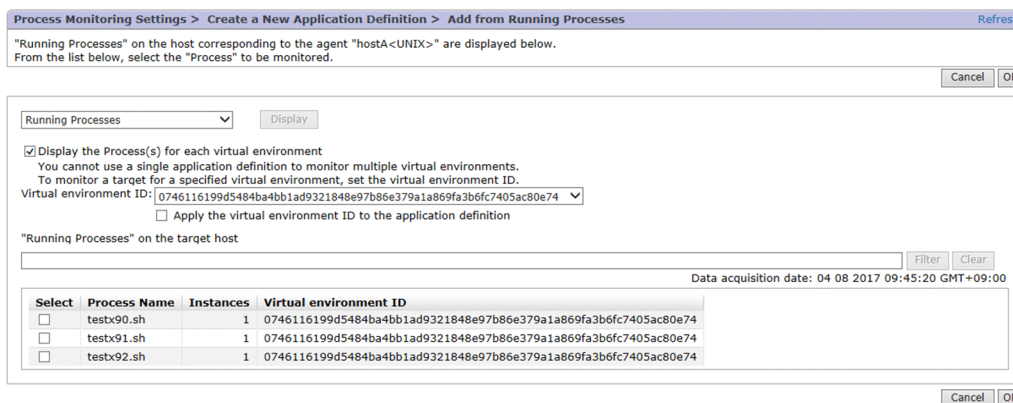 Process Monitoring Settings > Create a New Application Definition > Add from Running Processes Refres
"Running Processes" on the host corresponding to the agent "hostA<UNIX>" are displayed below.
From the list below, select the "Process" to be monitored.
Cancel O
Running Processes Display
Display the Process(s) for each virtual environment
You cannot use a single application definition to monitor multiple virtual environments.
To monitor a target for a specified virtual environment, set the virtual environment ID.
Virtual environment ID: 0746116199d5484ba4bb1ad9321848e97b86e379a1a869fa3b6fc7405ac80e74
Apply the virtual environment ID to the application definition
"Running Processes" on the target host
Filter Clear
Data acquisition date: 04 08 2017 09:45:20 GMT+09:00
Select Process Name Instances Virtual environment ID
testx90.sh 1 0746116199d5484ba4bb1ad9321848e97b86e379a1a869fa3b6fc7405ac80e74
testx91.sh 1 0746116199d5484ba4bb1ad9321848e97b86e379a1a869fa3b6fc7405ac80e74
testx92.sh 1 0746116199d5484ba4bb1ad9321848e97b86e379a1a869fa3b6fc7405ac80e74
Cancel O